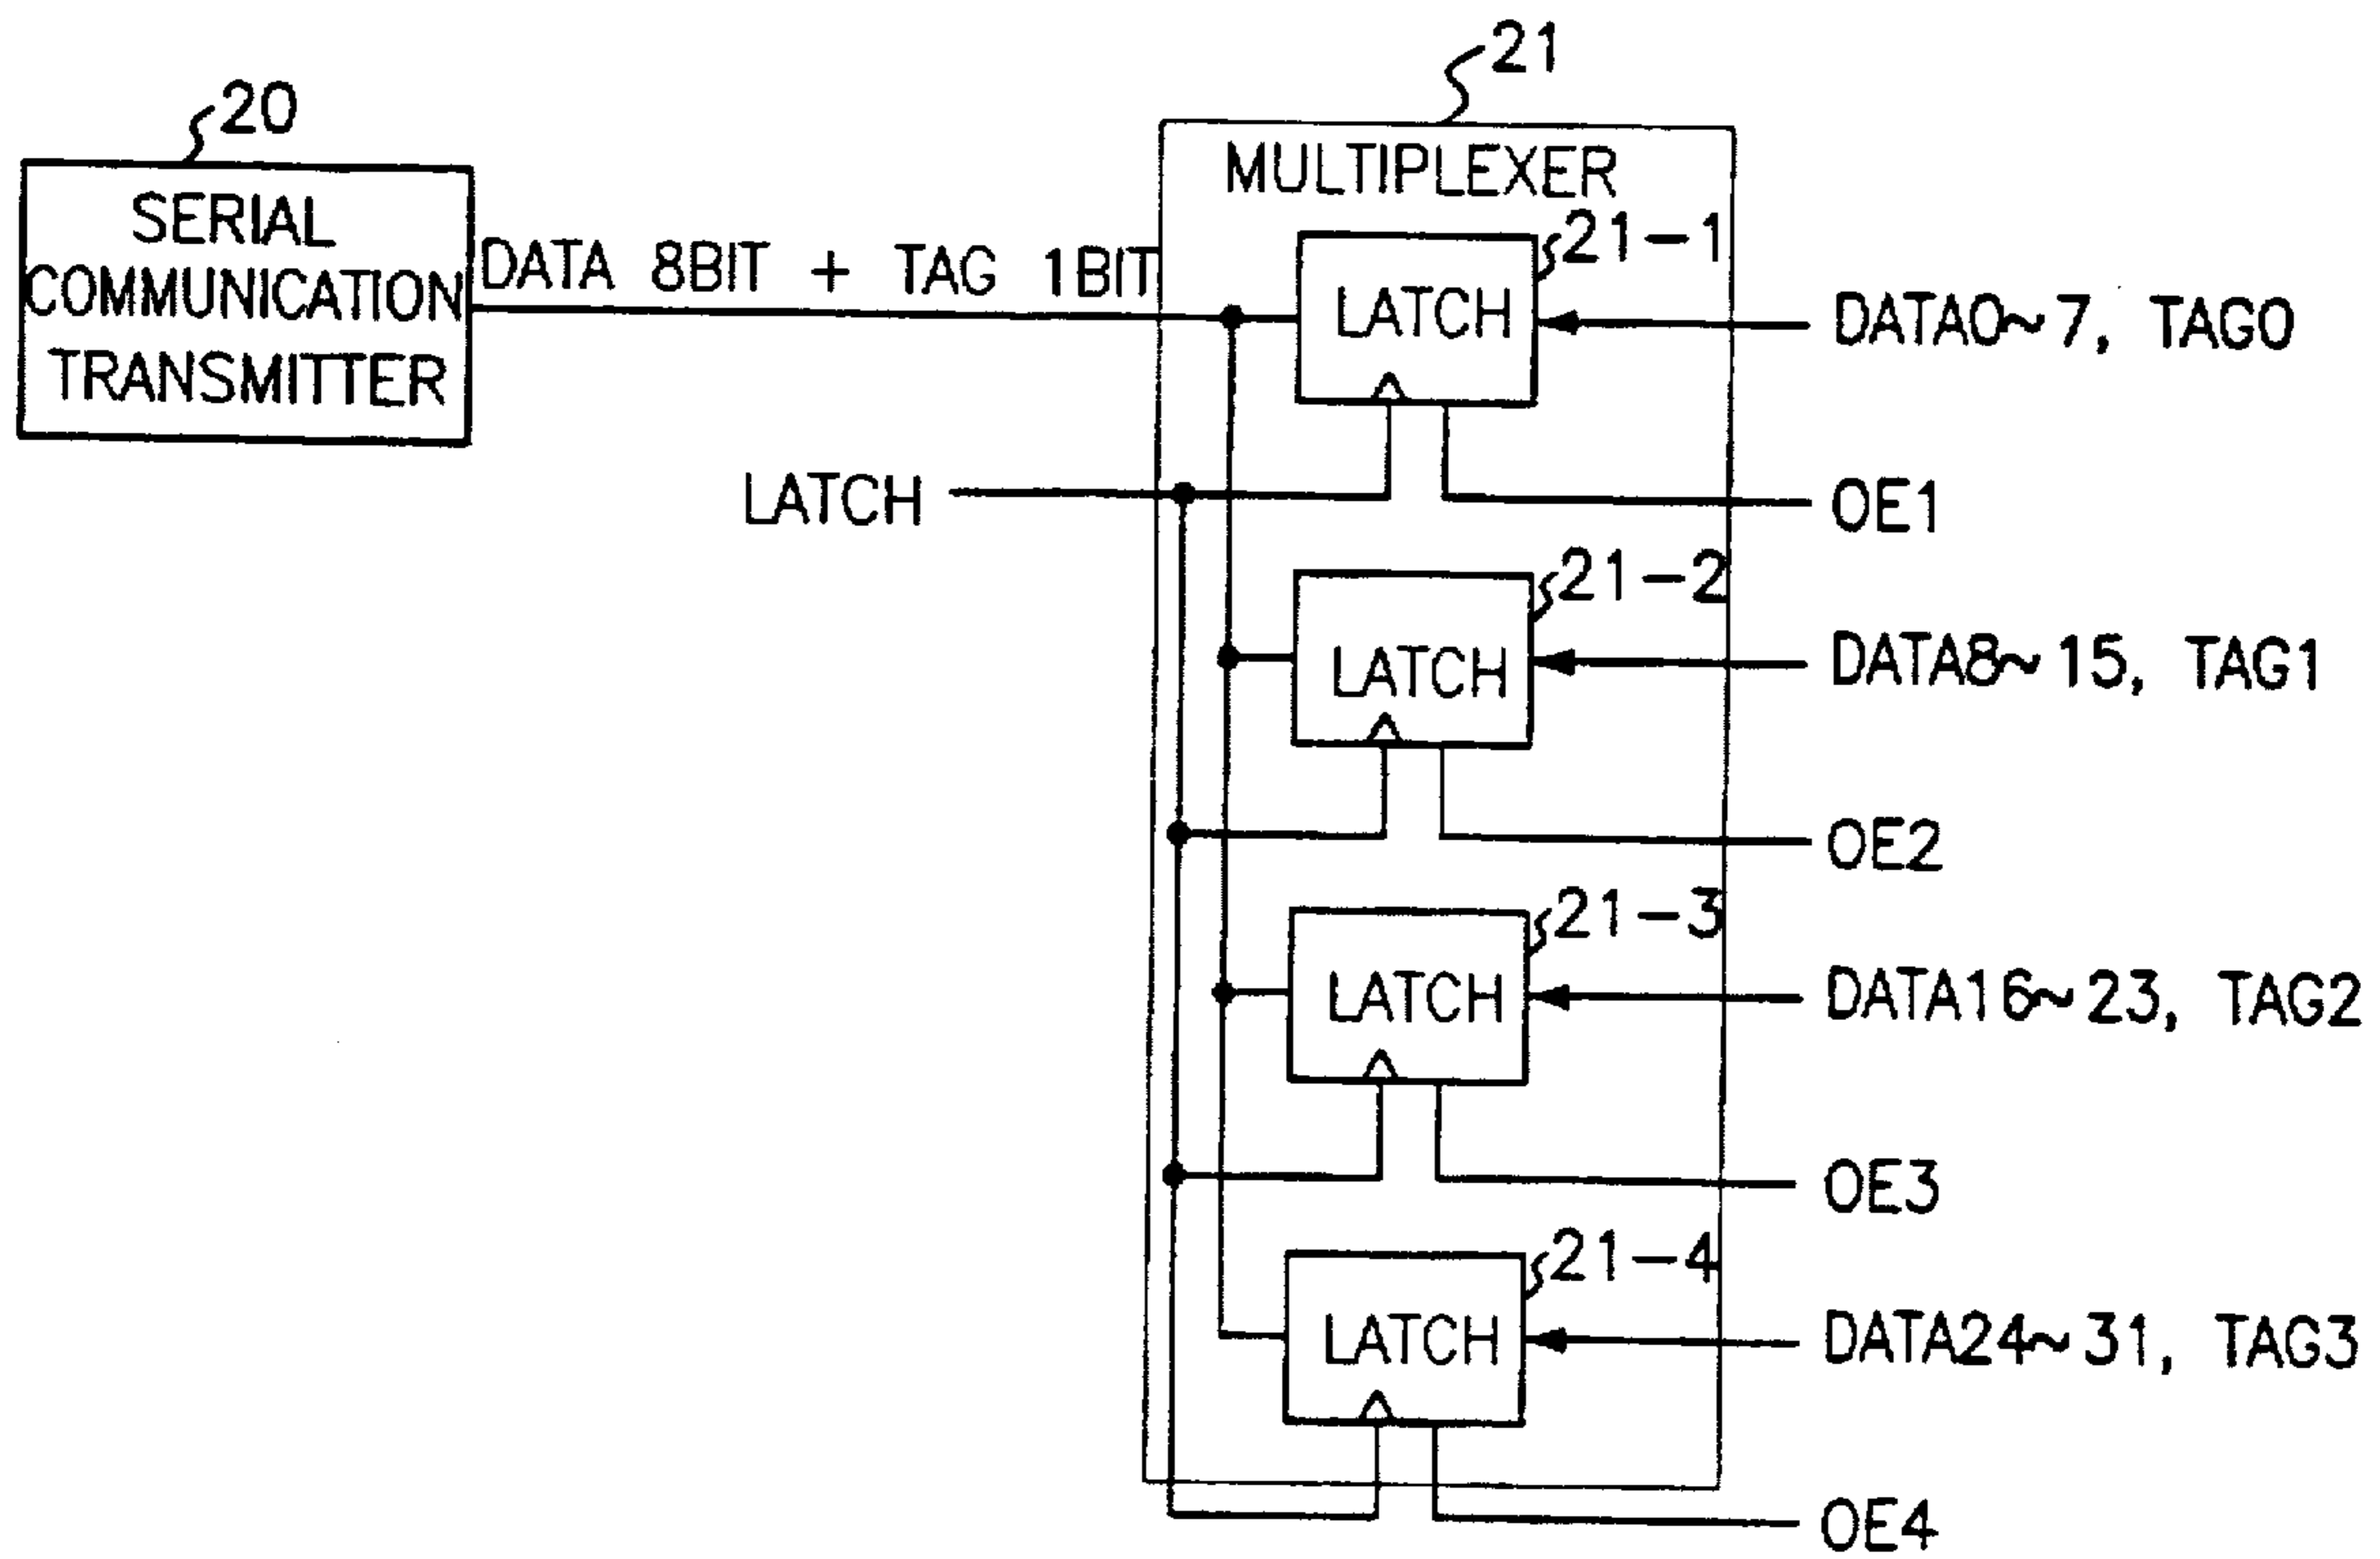 21
20
MULTIPLEXER
SERIAL
COMMUNICATION
TRANSMITTER
DATA 8BIT + TAG 1BIT
21-1
LATCH
DATA0~7, TAG0
LATCH
OE1
21-2
LATCH
DATA8~15, TAG1
OE2
21-3
LATCH
DATA16~23, TAG2
OE3
21-4
LATCH
DATA24~31, TAG3
OE4